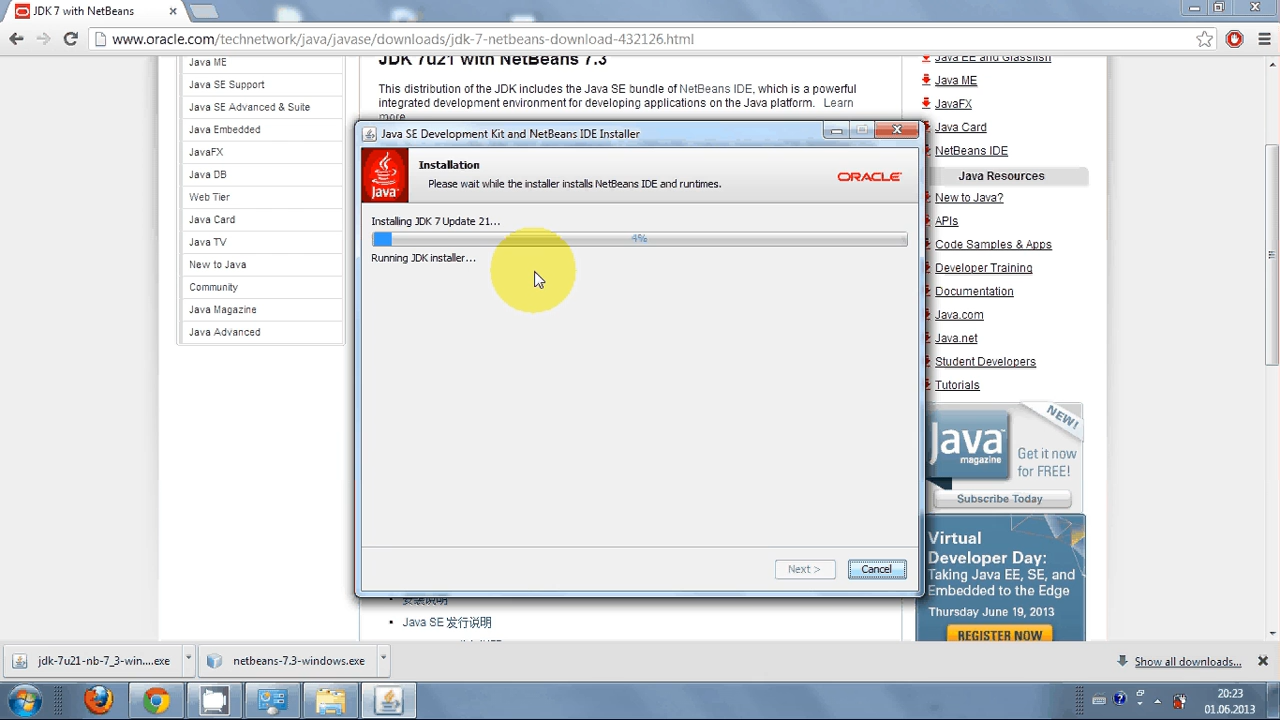 JDK 7 with NetBeans
www.oracle.com/technetwork/java/javase/downloads/jdk-7-netbeans-download-432126.html
Java ME
Java SE Support
Java SE Advanced & Suite
Java Embedded
JavaFX
Java DB
Web Tier
Java Card
Java TV
New to Java
Community
Java Magazine
Java Advanced
JDK 7u21 with NetBeans 7.3
This distribution of the JDK includes the Java SE bundle of NetBeans IDE, which is a powerful
integrated development environment for developing applications on the Java platform. Learn
more
Java SE Development Kit and NetBeans IDE Installer
Java
Installation
Please wait while the installer installs NetBeans IDE and runtimes.
ORACLE
Installing JDK 7 Update 21...
4%
Running JDK installer...
Next >
Cancel
安装说明
Java SE 发行说明
Java EE and Glassfish
Java ME
JavaFX
Java Card
NetBeans IDE
Java Resources
New to Java?
APIs
Code Samples & Apps
Developer Training
Documentation
Java.com
Java.net
Student Developers
Tutorials
NEW!
Java
magazine
Get it now
for FREE!
Subscribe Today
Virtual
Developer Day:
Taking Java EE, SE, and
Embedded to the Edge
Thursday June 19, 2013
REGISTER NOW
jdk-7u21-nb-7_3-win....exe
netbeans-7.3-windows.exe
Show all downloads...
20:23
01.06.2013